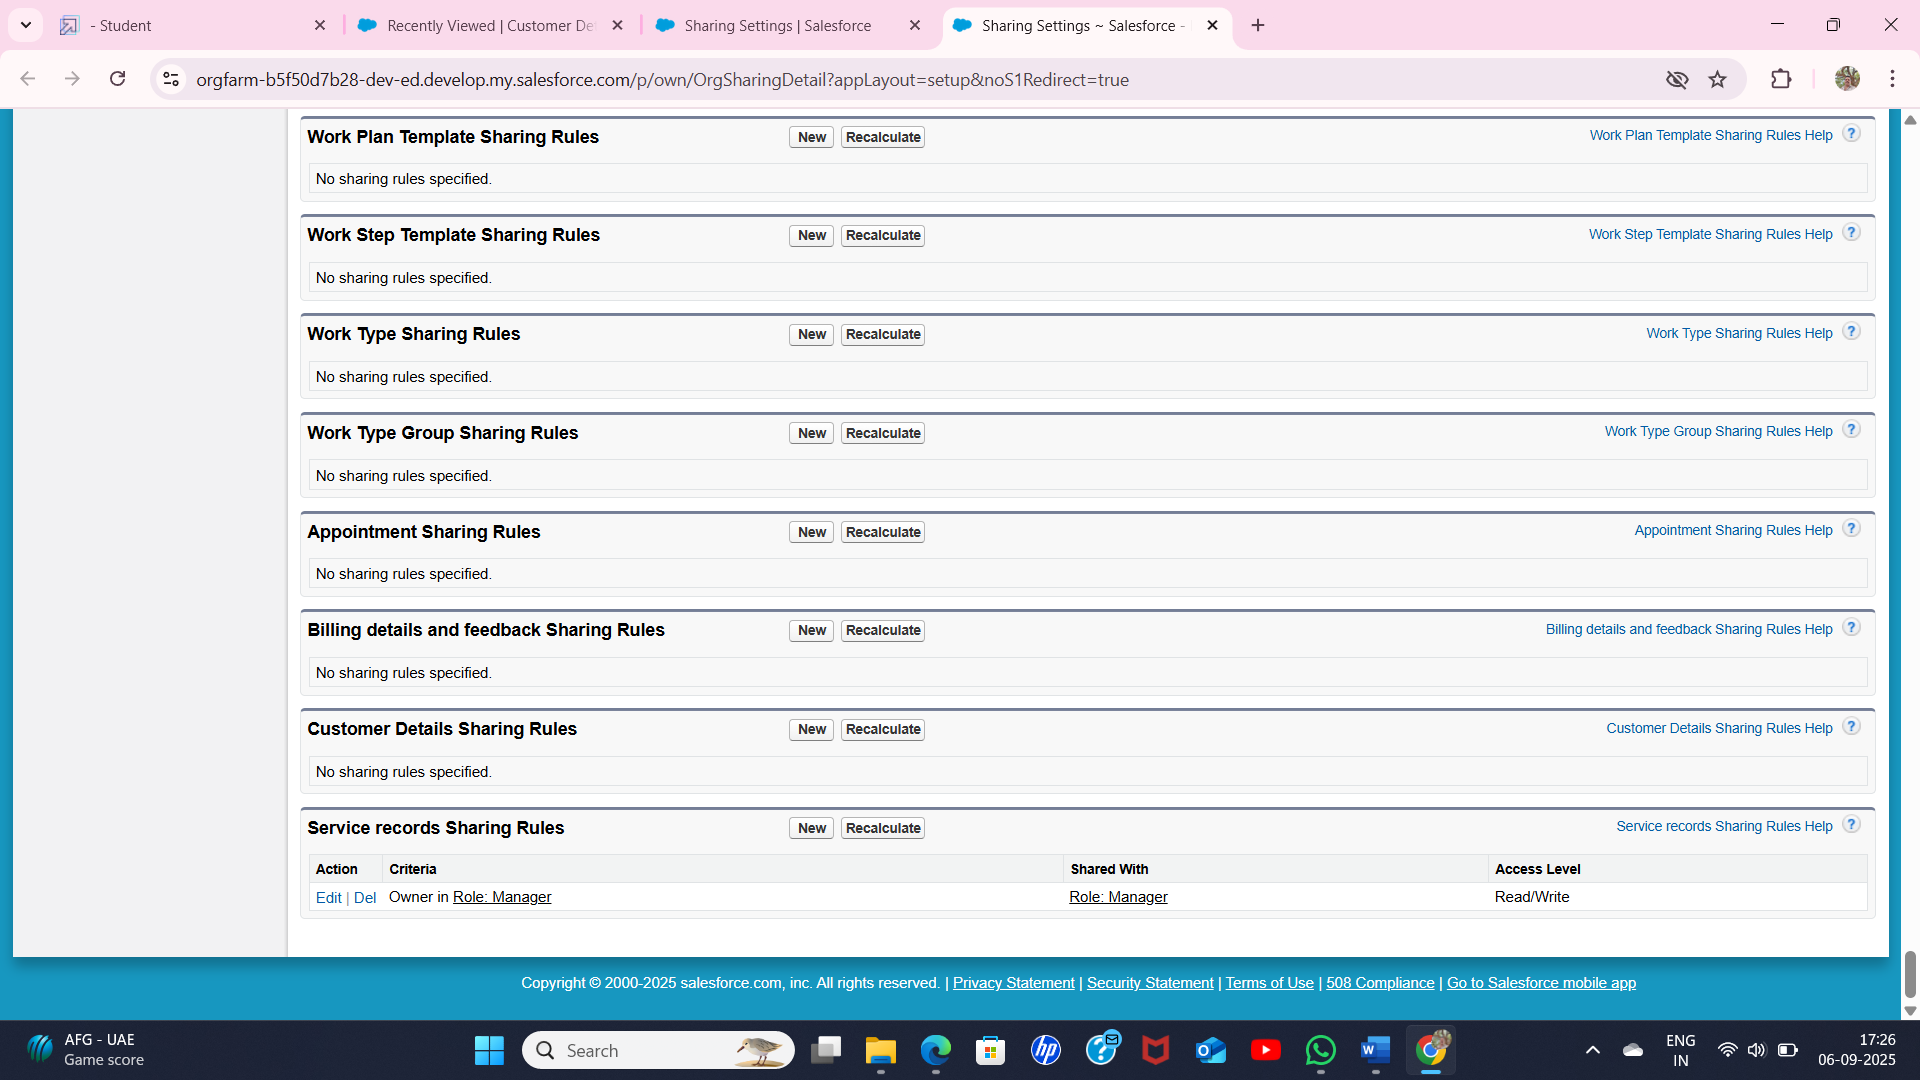 - Student
Recently Viewed | Customer De
Sharing Settings | Salesforce
Sharing Settings ~ Salesforce -
orgfarm-b5f50d7b28-dev-ed.develop.my.salesforce.com/p/own/OrgSharingDetail?appLayout=setup&noS1Redirect=true
Work Plan Template Sharing Rules New Recalculate Work Plan Template Sharing Rules Help ?
No sharing rules specified.
Work Step Template Sharing Rules New Recalculate Work Step Template Sharing Rules Help ?
No sharing rules specified.
Work Type Sharing Rules New Recalculate Work Type Sharing Rules Help ?
No sharing rules specified.
Work Type Group Sharing Rules New Recalculate Work Type Group Sharing Rules Help ?
No sharing rules specified.
Appointment Sharing Rules New Recalculate Appointment Sharing Rules Help ?
No sharing rules specified.
Billing details and feedback Sharing Rules New Recalculate Billing details and feedback Sharing Rules Help ?
No sharing rules specified.
Customer Details Sharing Rules New Recalculate Customer Details Sharing Rules Help ?
No sharing rules specified.
Service records Sharing Rules New Recalculate Service records Sharing Rules Help ?
Action Criteria Shared With Access Level
Edit | Del Owner in Role: Manager Role: Manager Read/Write
Copyright © 2000-2025 salesforce.com, inc. All rights reserved. | Privacy Statement | Security Statement | Terms of Use | 508 Compliance | Go to Salesforce mobile app
AFG - UAE
Game score
Search
ENG
IN
17:26
06-09-2025